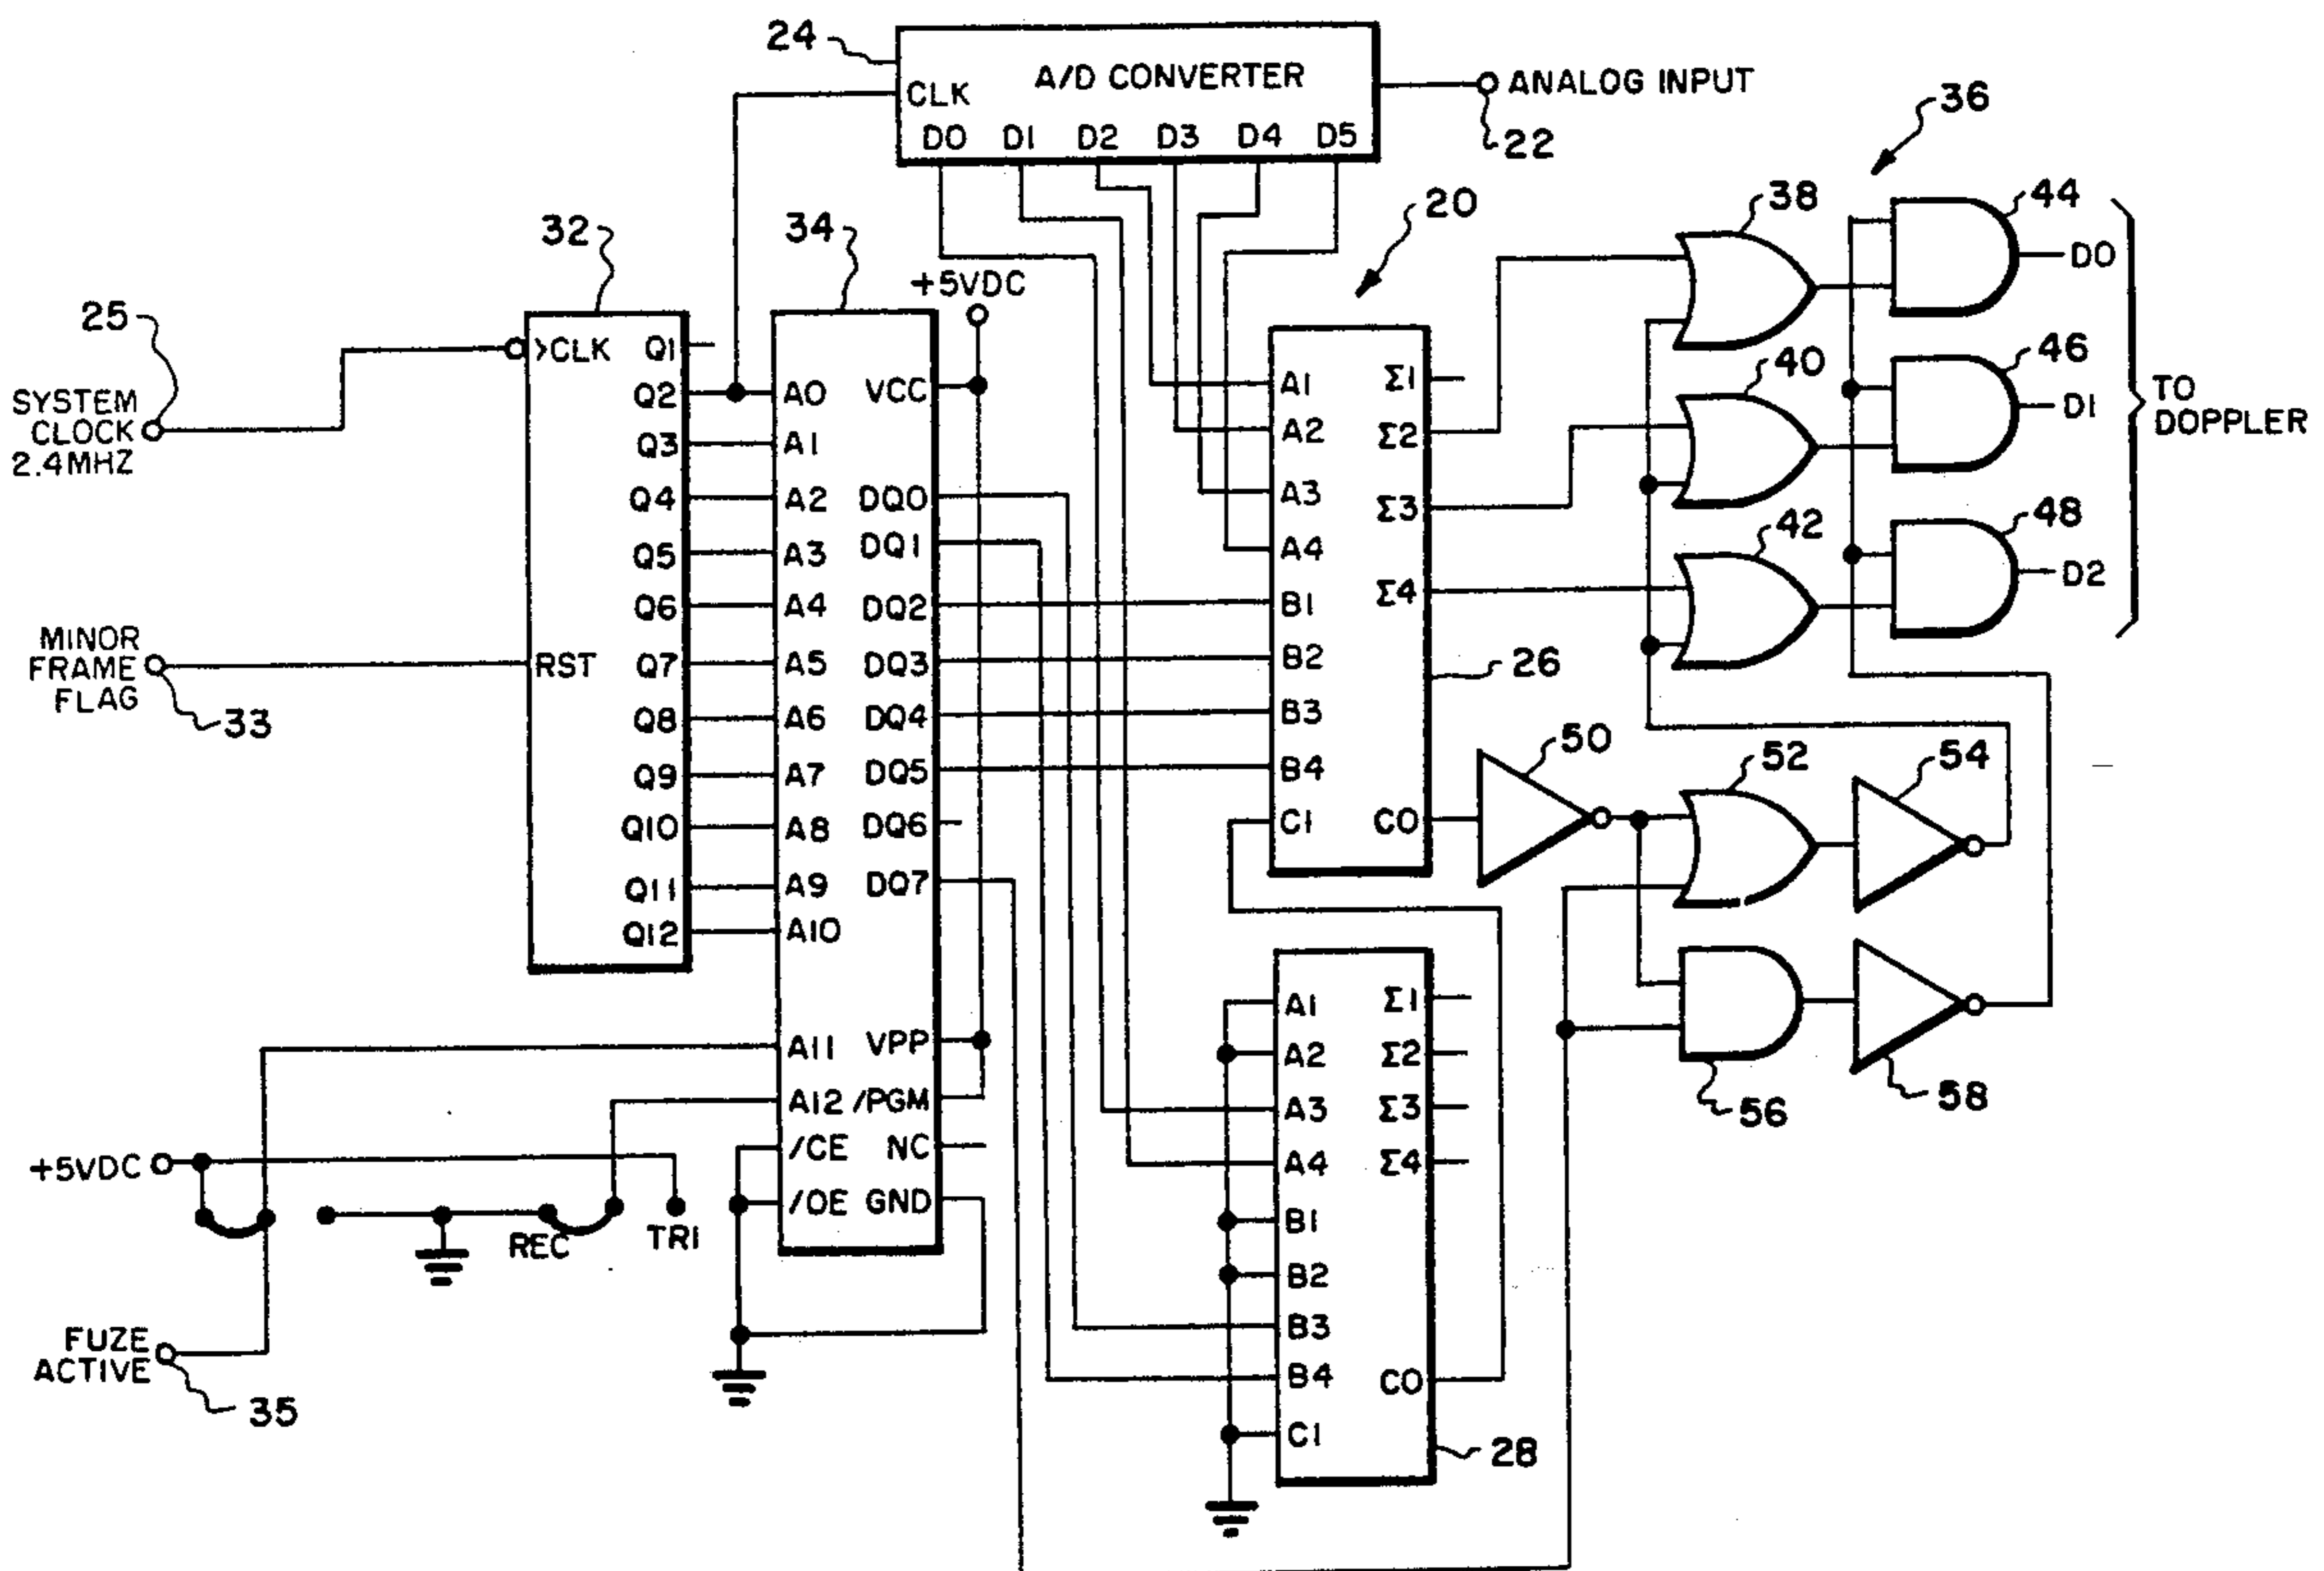 24
A/D CONVERTER
CLK
D0 D1 D2 D3 D4 D5
ANALOG INPUT
22
36
20
32
34
+5VDC
25
SYSTEM
CLOCK
2.4MHZ
>CLK
RST
Q1
Q2
Q3
Q4
Q5
Q6
Q7
Q8
Q9
Q10
Q11
Q12
MINOR
FRAME
FLAG
33
A0
A1
A2
A3
A4
A5
A6
A7
A8
A9
A10
A11
A12
/CE
/OE
VCC
DQ0
DQ1
DQ2
DQ3
DQ4
DQ5
DQ6
DQ7
VPP
/PGM
NC
GND
+5VDC
REC
TRI
FUZE
ACTIVE
35
A1
A2
A3
A4
B1
B2
B3
B4
C1
Σ1
Σ2
Σ3
Σ4
CO
26
A1
A2
A3
A4
B1
B2
B3
B4
C1
Σ1
Σ2
Σ3
Σ4
CO
28
38
40
42
44
46
48
D0
D1
D2
TO
DOPPLER
50
52
54
56
58